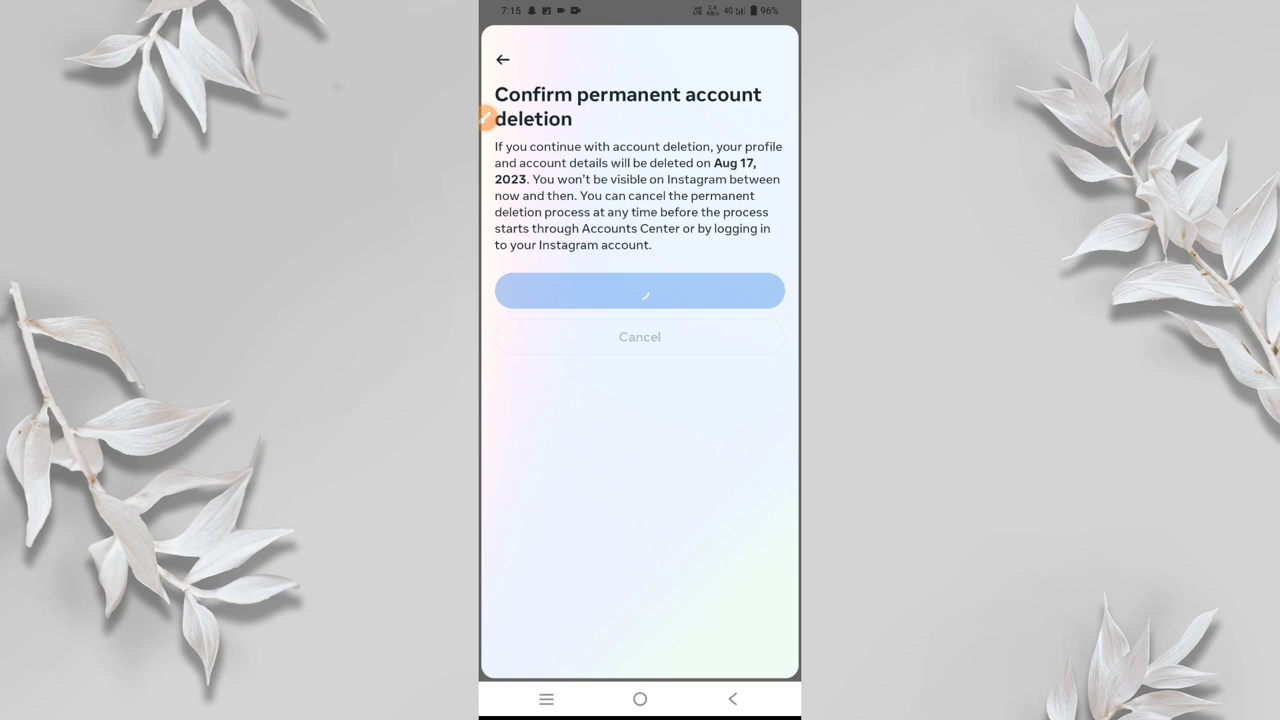 7:15
4G 96%
Confirm permanent account
deletion
If you continue with account deletion, your profile
and account details will be deleted on Aug 17,
2023. You won’t be visible on Instagram between
now and then. You can cancel the permanent
deletion process at any time before the process
starts through Accounts Center or by logging in
to your Instagram account.
Cancel